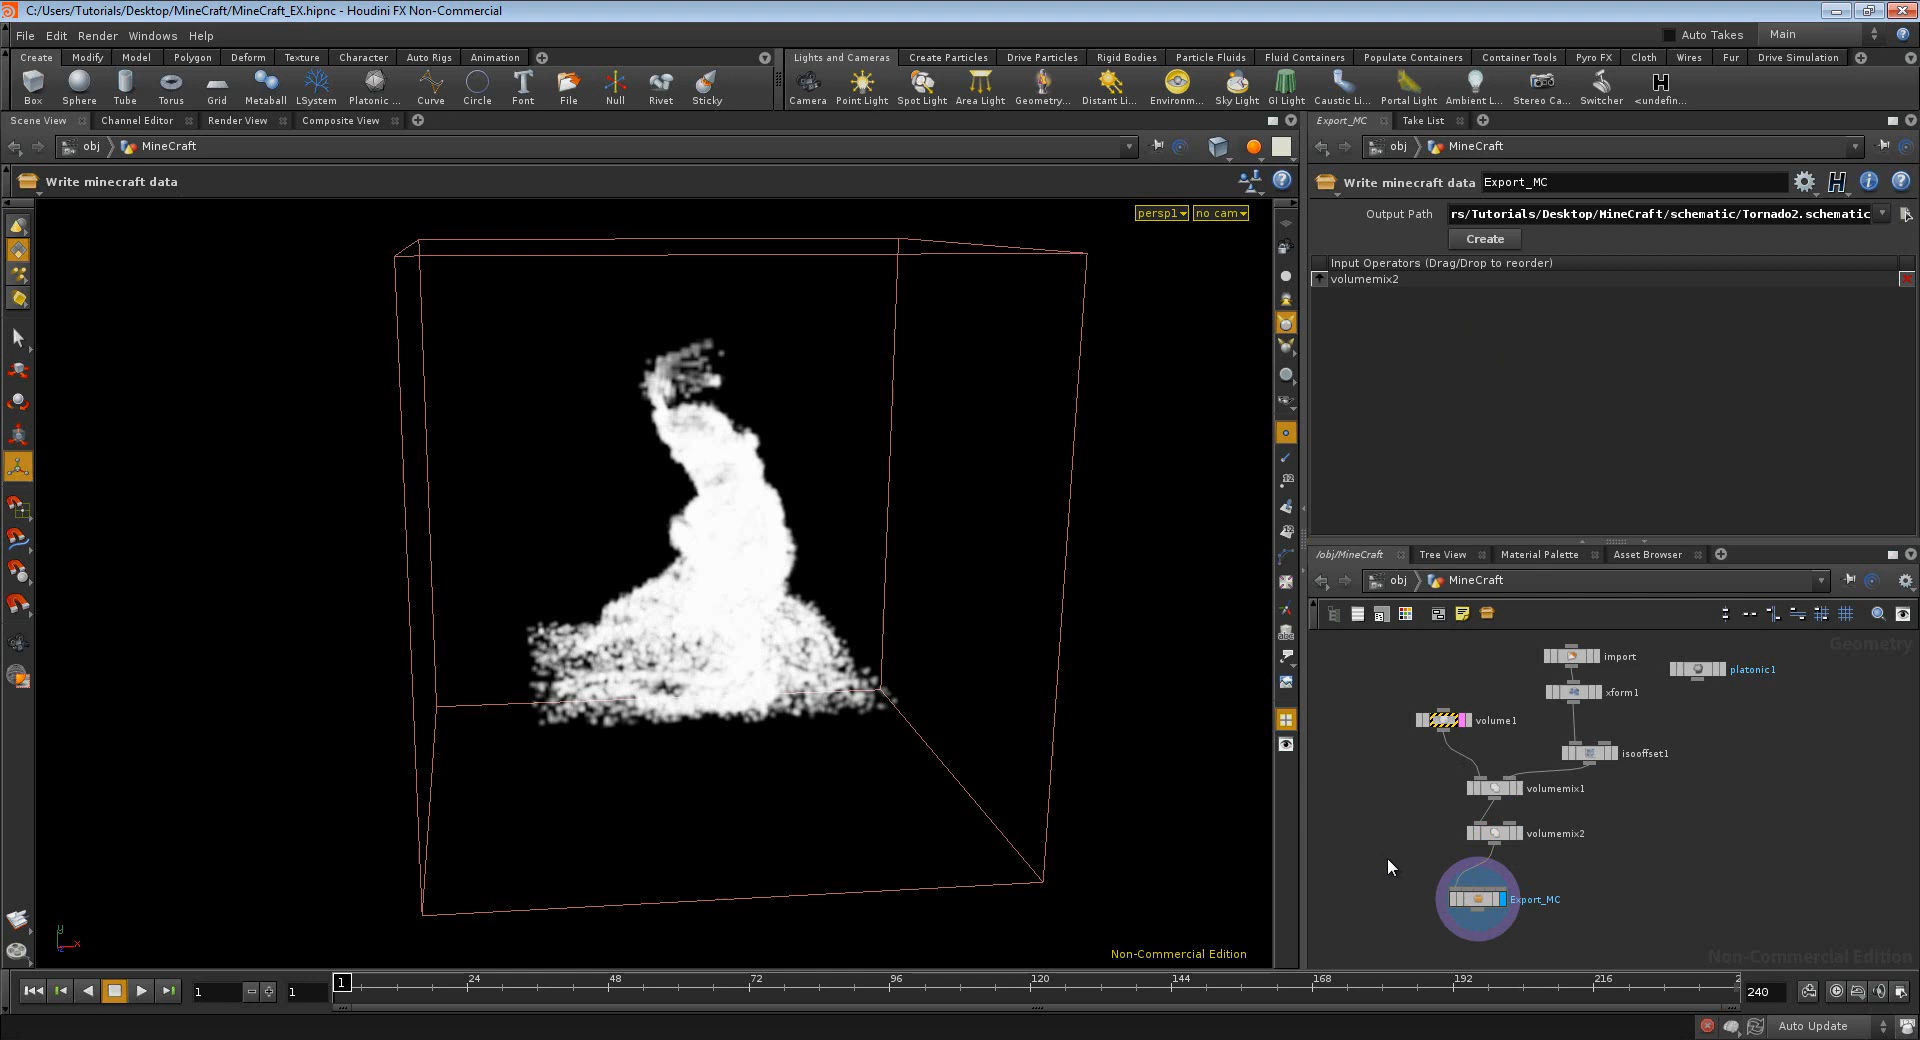 C:/Users/Tutorials/Desktop/MineCraft/MineCraft_EX.hipnc - Houdini FX Non-Commercial
File Edit Render Windows Help
Auto Takes Main
Create Modify Model Polygon Deform Texture Character Auto Rigs Animation
Lights and Cameras Create Particles Drive Particles Rigid Bodies Particle Fluids Fluid Containers Populate Containers Container Tools Pyro FX Cloth Wires Fur Drive Simulation
Box Sphere Tube Torus Grid Metaball LSystem Platonic ... Curve Circle Font File Null Rivet Sticky
Camera Point Light Spot Light Area Light Geometry... Distant Li... Environm... Sky Light GI Light Caustic Li... Portal Light Ambient L... Stereo Ca... Switcher <undefin...
Scene View Channel Editor Render View Composite View
obj MineCraft
Write minecraft data
persp1 no cam
Non-Commercial Edition
Export_MC Take List
obj MineCraft
Write minecraft data Export_MC
Output Path rs/Tutorials/Desktop/MineCraft/schematic/Tornado2.schematic
Create
Input Operators (Drag/Drop to reorder)
volumemix2
/obj/MineCraft Tree View Material Palette Asset Browser
obj MineCraft
Geometry
import
platonic1
xform1
volume1
isooffset1
volumemix1
volumemix2
Export_MC
Non-Commercial Edition
1 1 1 24 48 72 96 120 144 168 192 216 2 240
Auto Update